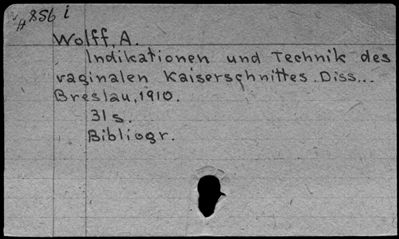 856 i
Wolff, A.
Indikationen und Technik des
vaginalen Kaiserschnittes. Diss...
Breslau, 1910.
31 s.
Bibliogr.